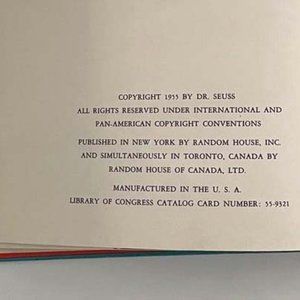 COPYRIGHT 1955 BY DR. SEUSS
ALL RIGHTS RESERVED UNDER INTERNATIONAL AND
PAN-AMERICAN COPYRIGHT CONVENTIONS
PUBLISHED IN NEW YORK BY RANDOM HOUSE, INC.
AND SIMULTANEOUSLY IN TORONTO, CANADA BY
RANDOM HOUSE OF CANADA, LTD.
MANUFACTURED IN THE U. S. A.
LIBRARY OF CONGRESS CATALOG CARD NUMBER: 55-9321